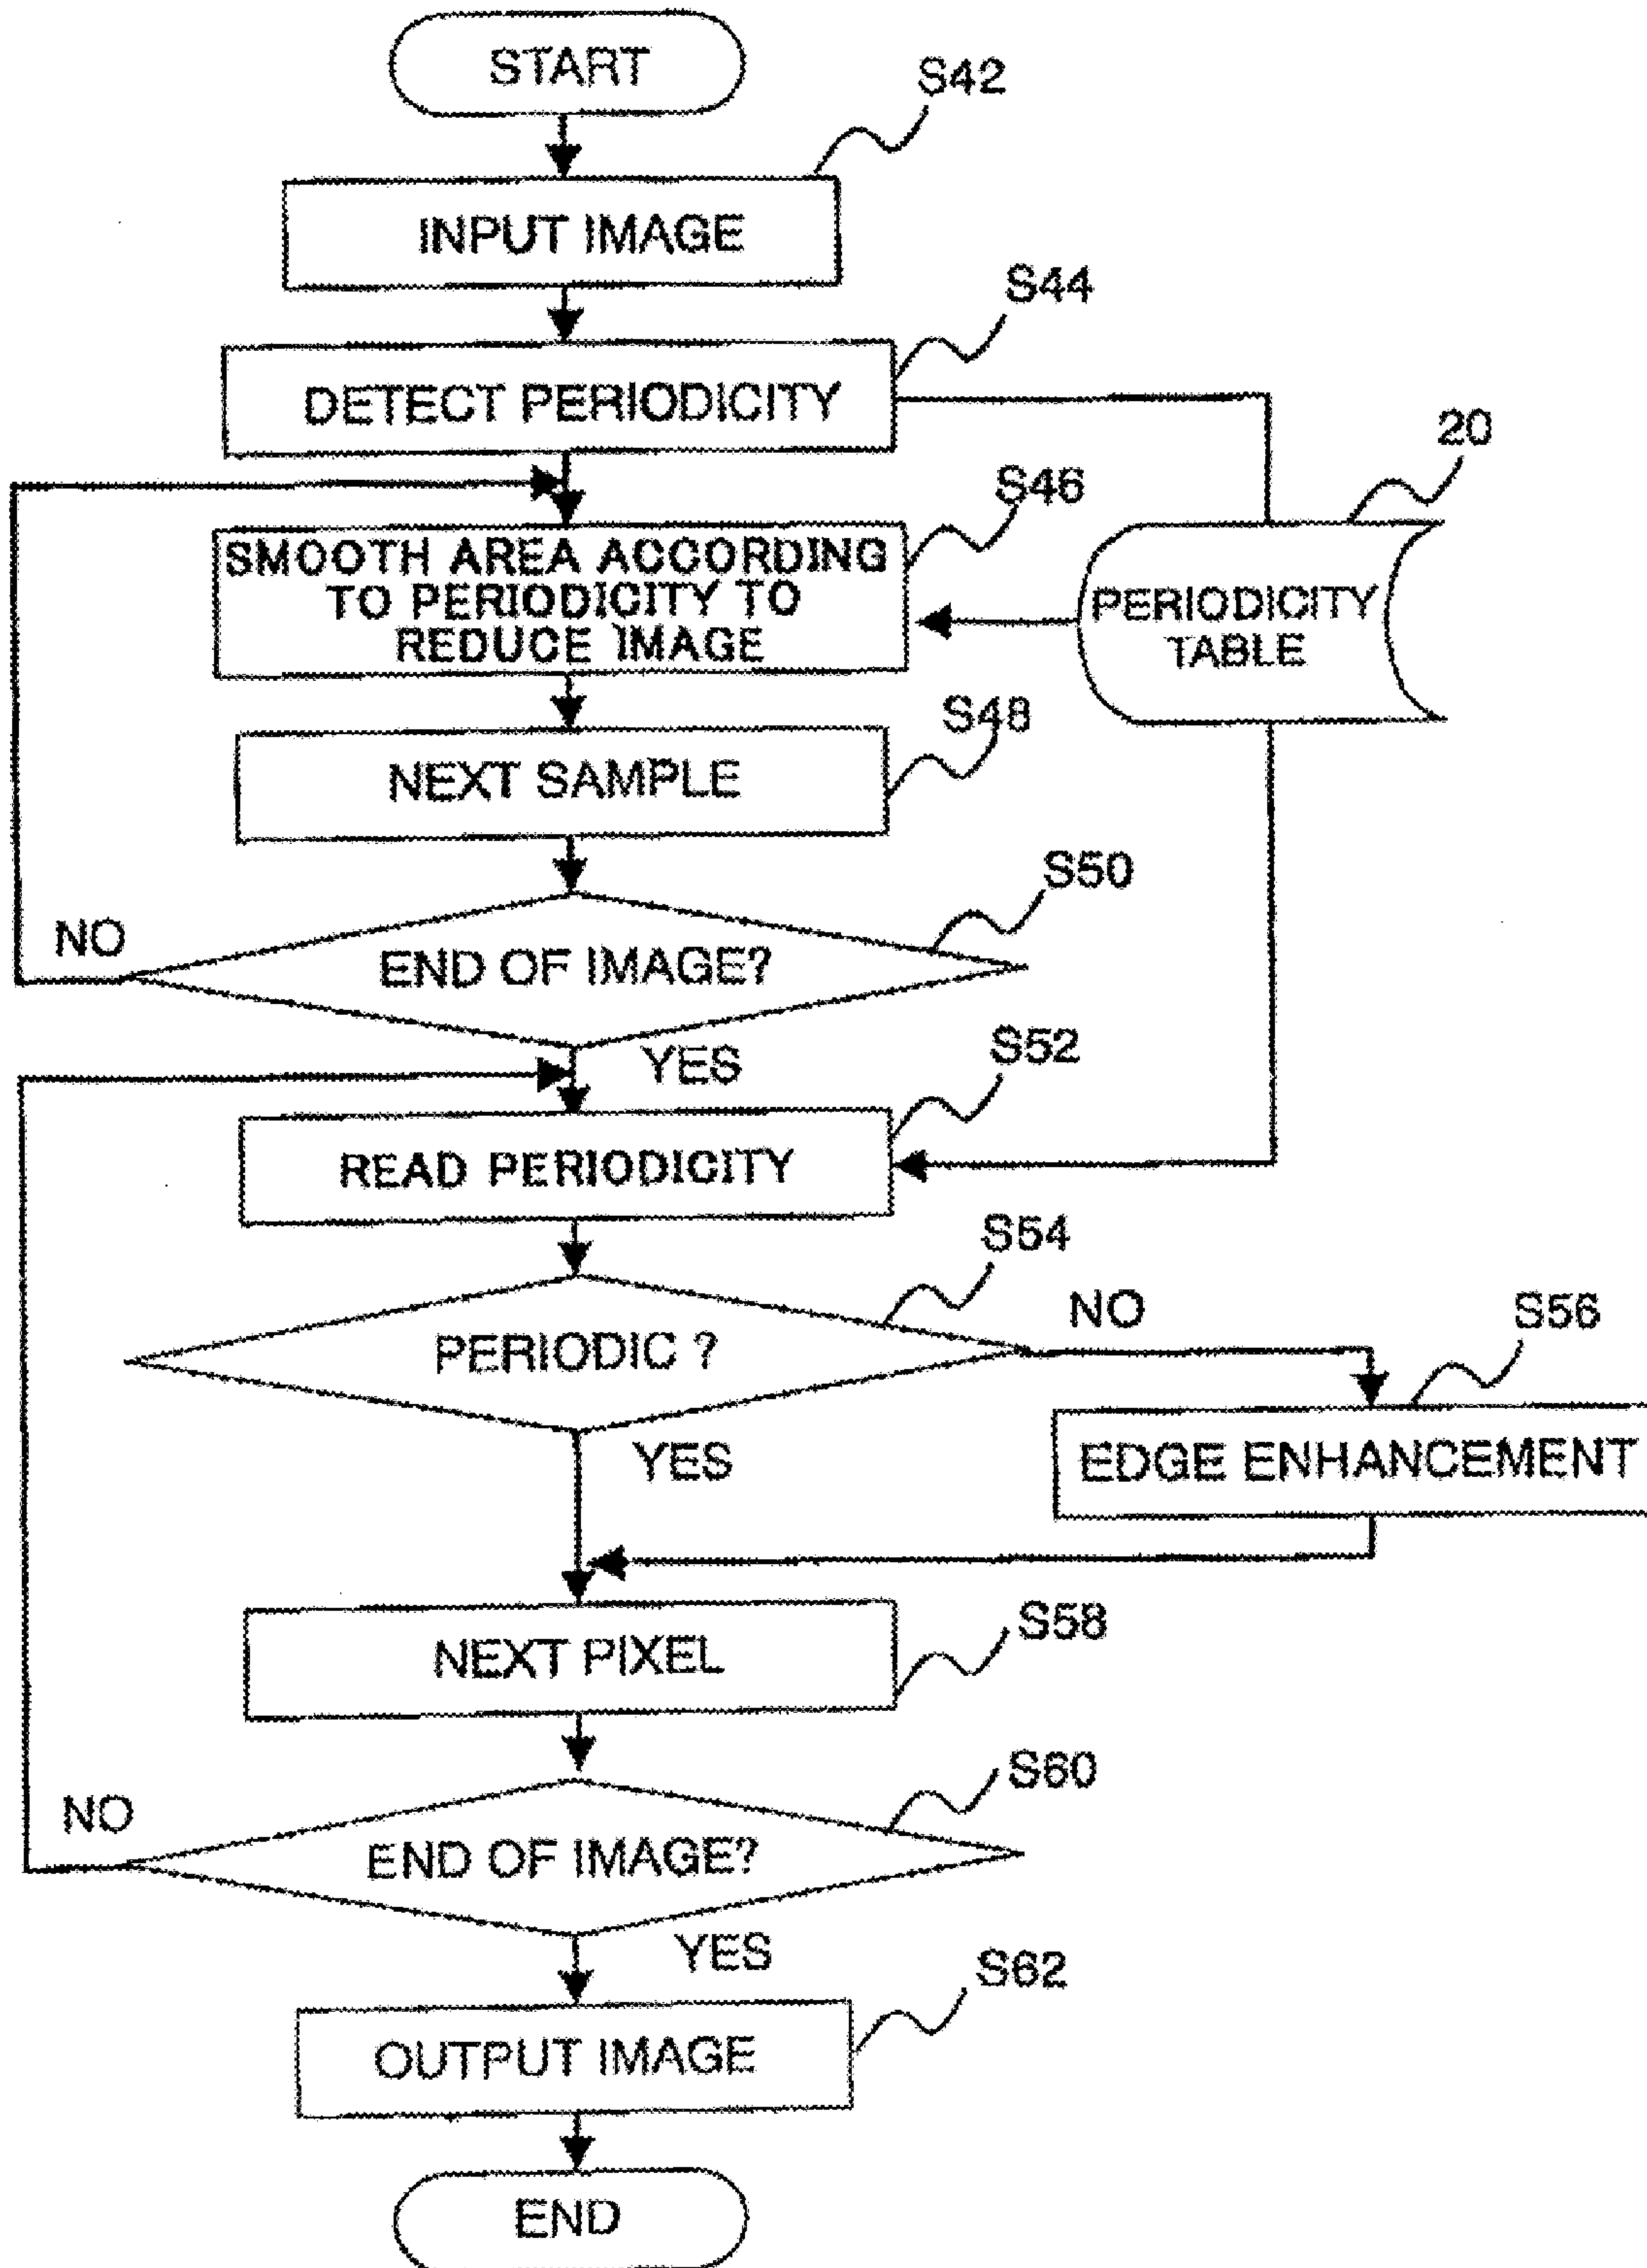 START
S42
INPUT IMAGE
S44
DETECT PERIODICITY
20
S46
SMOOTH AREA ACCORDING
TO PERIODICITY TO
REDUCE IMAGE
PERIODICITY
TABLE
S48
NEXT SAMPLE
S50
NO
END OF IMAGE?
YES
S52
READ PERIODICITY
S54
NO
S56
PERIODIC ?
YES
EDGE ENHANCEMENT
S58
NEXT PIXEL
S60
NO
END OF IMAGE?
YES
S62
OUTPUT IMAGE
END